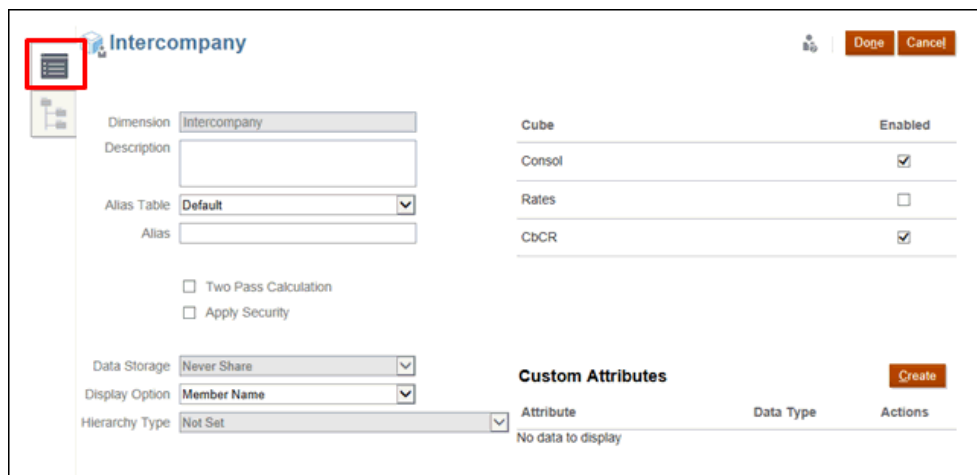 Intercompany
Done
Cancel
Dimension Intercompany
Description
Alias Table Default
Alias
Two Pass Calculation
Apply Security
Data Storage Never Share
Display Option Member Name
Hierarchy Type Not Set
Cube Enabled
Consol
Rates
CbCR
Custom Attributes
Create
Attribute Data Type Actions
No data to display